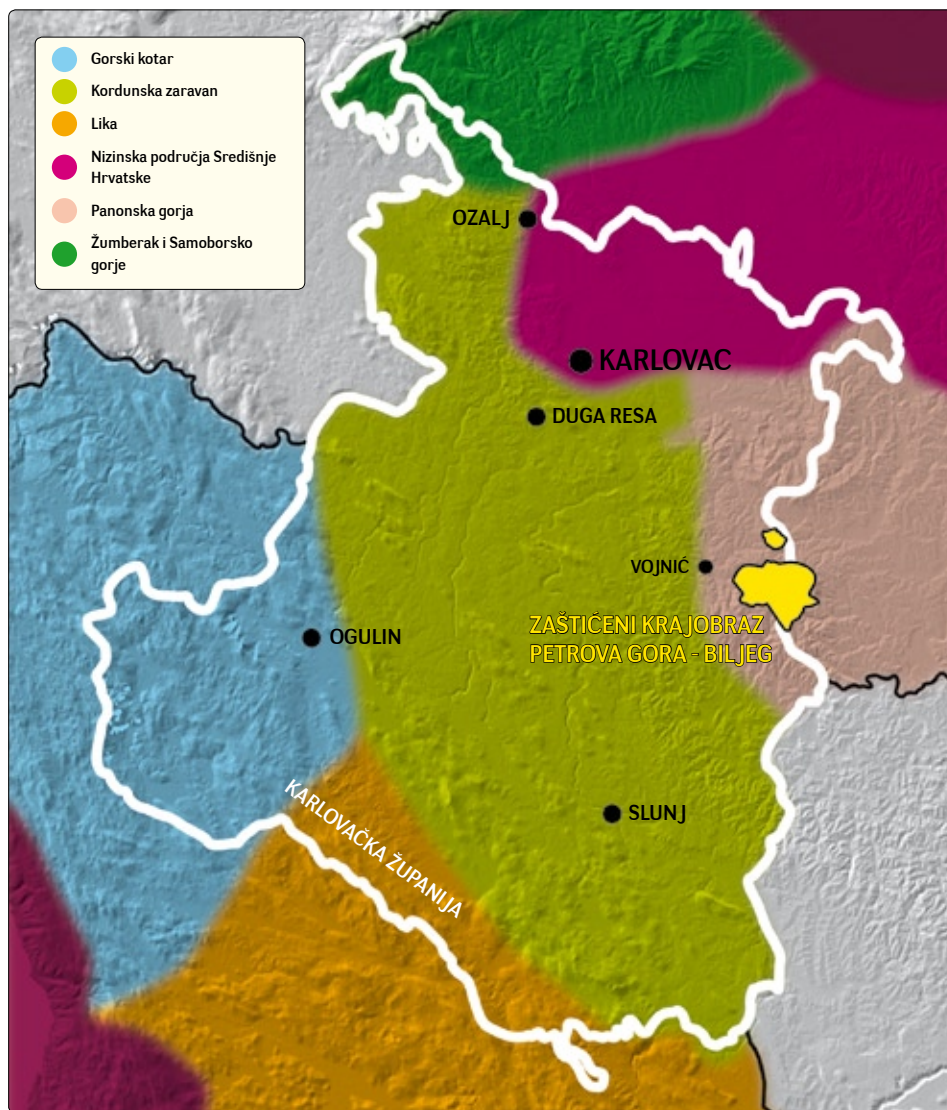 Gorski kotar
Kordunska zaravan
Lika
Nizinska područja Središnje
Hrvatske
Panonska gorja
Žumberak i Samoborsko
gorje
OZALJ
KARLOVAC
DUGA RESA
VOJNIĆ
ZAŠTIĆENI KRAJOBRAZ
PETROVA GORA - BILJEG
OGULIN
KARLOVAČKA ŽUPANIJA
SLUNJ